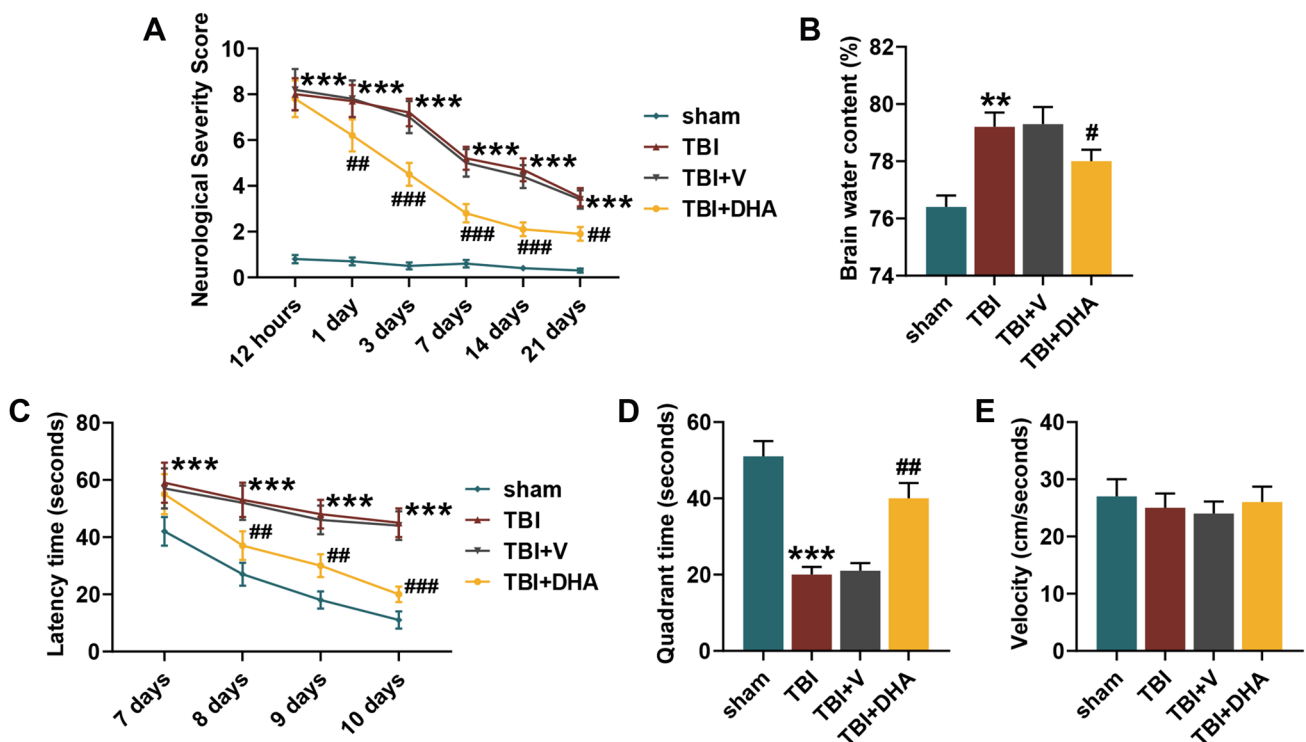 A
Neurological Severity Score
10
8
6
4
2
0
***
***
***
***
***
***
##
###
###
###
##
12 hours
1 day
3 days
7 days
14 days
21 days
sham
TBI
TBI+V
TBI+DHA
B
Brain water content (%)
82
80
78
76
74
**
#
sham
TBI
TBI+V
TBI+DHA
C
Latency time (seconds)
80
60
40
20
0
***
***
***
***
##
##
###
7 days
8 days
9 days
10 days
sham
TBI
TBI+V
TBI+DHA
D
Quadrant time (seconds)
60
40
20
0
***
##
sham
TBI
TBI+V
TBI+DHA
E
Velocity (cm/seconds)
40
30
20
10
0
sham
TBI
TBI+V
TBI+DHA